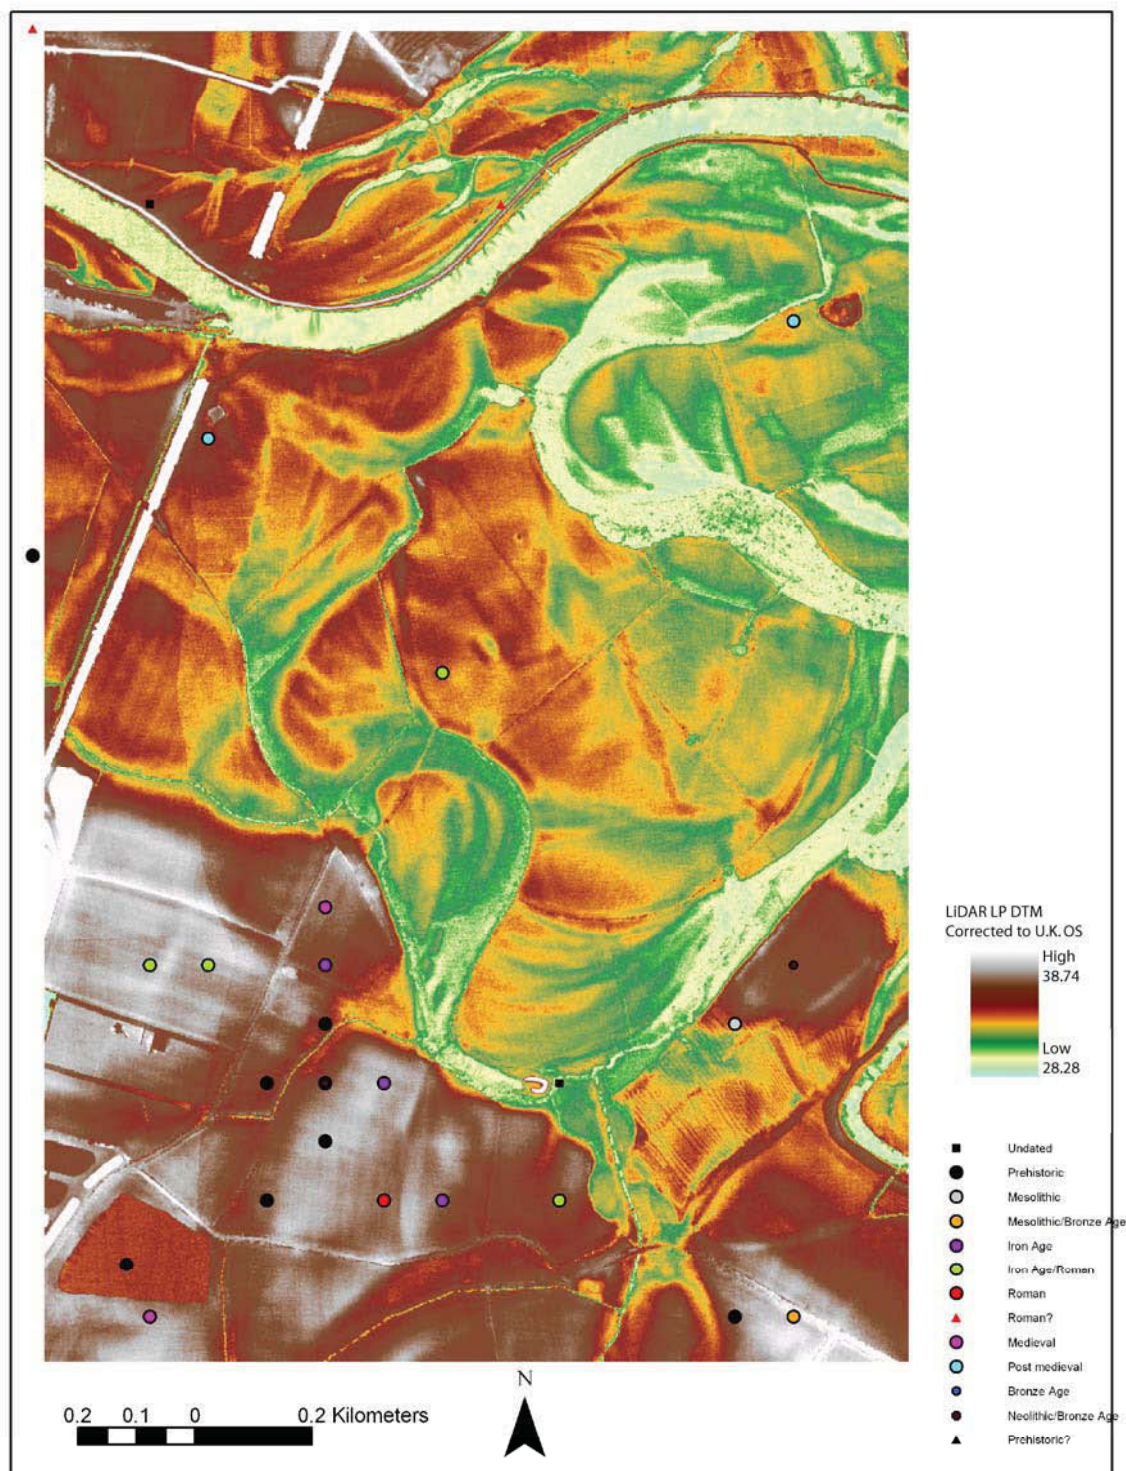 LiDAR LP DTM
Corrected to U.K. OS
High
38.74
Low
28.28
Undated
Prehistoric
Mesolithic
Mesolithic/Bronze Age
Iron Age
Iron Age/Roman
Roman
Roman?
Medieval
Post medieval
Bronze Age
Neolithic/Bronze Age
Prehistoric?
N
0.2 0.1 0 0.2 Kilometers